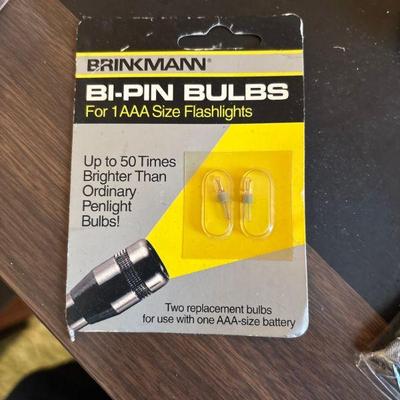 BRINKMANN®
BI-PIN BULBS
For 1 AAA Size Flashlights
Up to 50 Times
Brighter Than
Ordinary
Penlight
Bulbs!
Two replacement bulbs
for use with one AAA-size battery